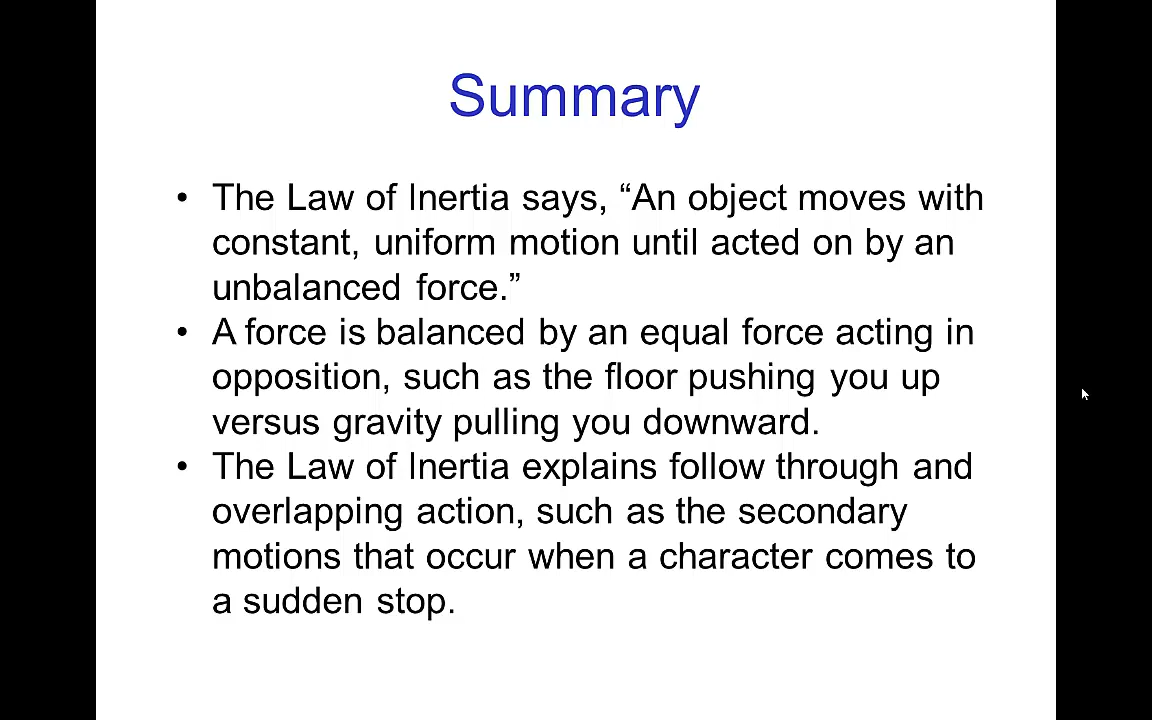 Summary
• The Law of Inertia says, “An object moves with
constant, uniform motion until acted on by an
unbalanced force.”
• A force is balanced by an equal force acting in
opposition, such as the floor pushing you up
versus gravity pulling you downward.
• The Law of Inertia explains follow through and
overlapping action, such as the secondary
motions that occur when a character comes to
a sudden stop.